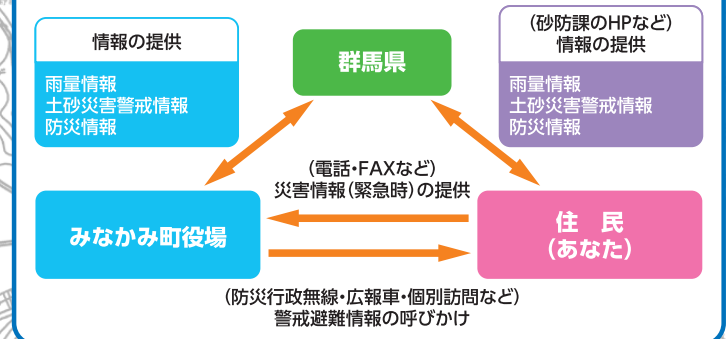 情報の提供
雨量情報
土砂災害警戒情報
防災情報
群馬県
(砂防課のHPなど)
情報の提供
雨量情報
土砂災害警戒情報
防災情報
(電話・FAXなど)
災害情報(緊急時)の提供
みなかみ町役場
住 民
(あなた)
(防災行政無線・広報車・個別訪問など)
警戒避難情報の呼びかけ